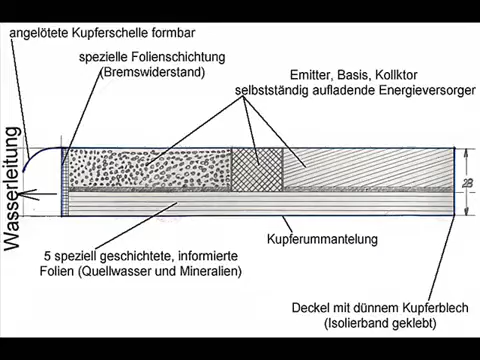 angelötete Kupferschelle formbar
spezielle Folienschichtung
(Bremswiderstand)
Emitter, Basis, Kollktor
selbstständig aufladende Energieversorger
Wasserleitung
28
Kupferummantelung
5 speziell geschichtete, informierte
Folien (Quellwasser und Mineralien)
Deckel mit dünnem Kupferblech
(Isolierband geklebt)